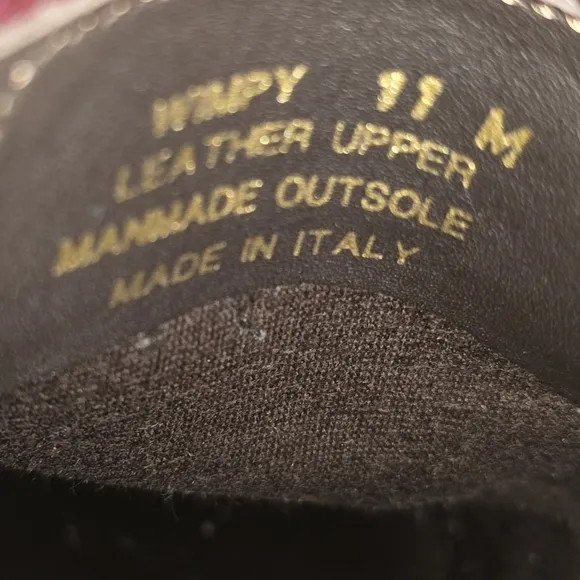 WIMPY 11 M
LEATHER UPPER
MANMADE OUTSOLE
MADE IN ITALY